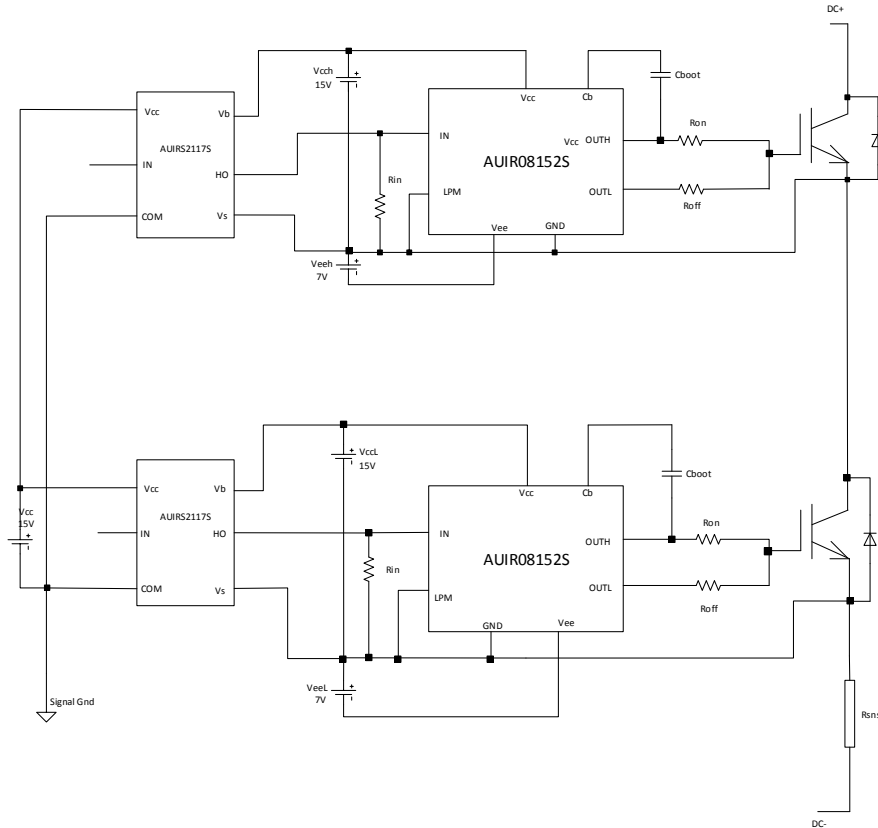 DC+
Vcch
15V
Cboot
Vcc
Vb
Vcc
Cb
AUIRS2117S
IN
Vcc
OUTH
Ron
IN
AUIR08152S
HO
LPM
OUTL
Roff
Rin
COM
Vs
Vee
GND
Veeh
7V
VccL
15V
Cboot
Vcc
Vb
Vcc
Cb
Vcc
15V
AUIRS2117S
IN
HO
IN
OUTH
Ron
AUIR08152S
Rin
COM
Vs
LPM
OUTL
Roff
GND
Vee
VeeL
7V
Signal Gnd
Rsns
DC-